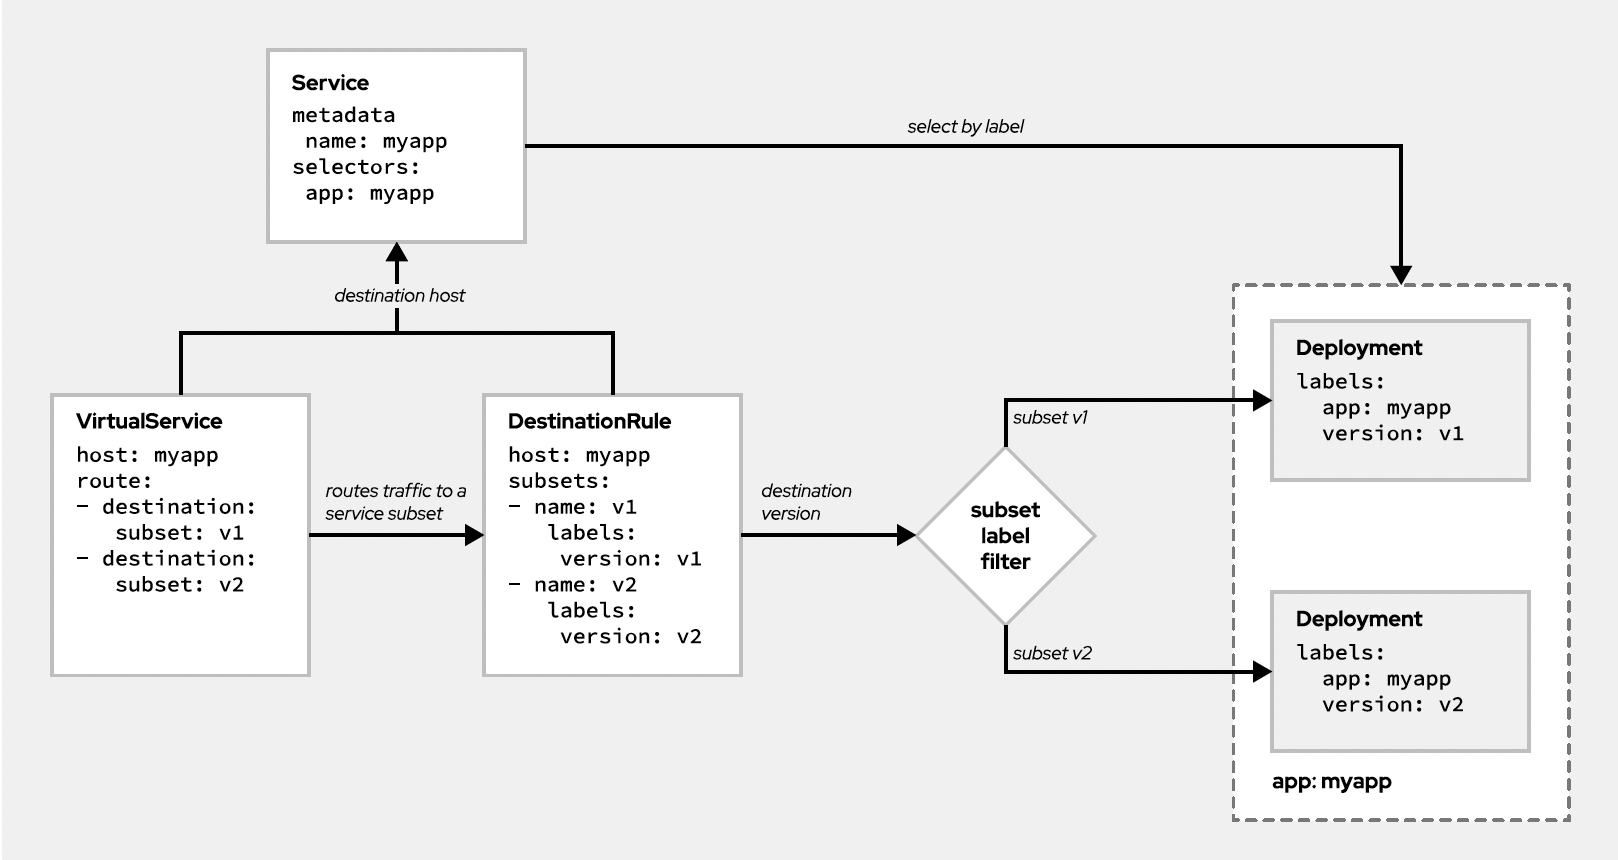 Service
metadata
 name: myapp
selectors:
 app: myapp
select by label
destination host
VirtualService
host: myapp
route:
- destination:
   subset: v1
- destination:
   subset: v2
routes traffic to a
service subset
DestinationRule
host: myapp
subsets:
- name: v1
   labels:
    version: v1
- name: v2
   labels:
    version: v2
destination
version
subset
label
filter
subset v1
subset v2
Deployment
labels:
  app: myapp
  version: v1
Deployment
labels:
  app: myapp
  version: v2
app: myapp